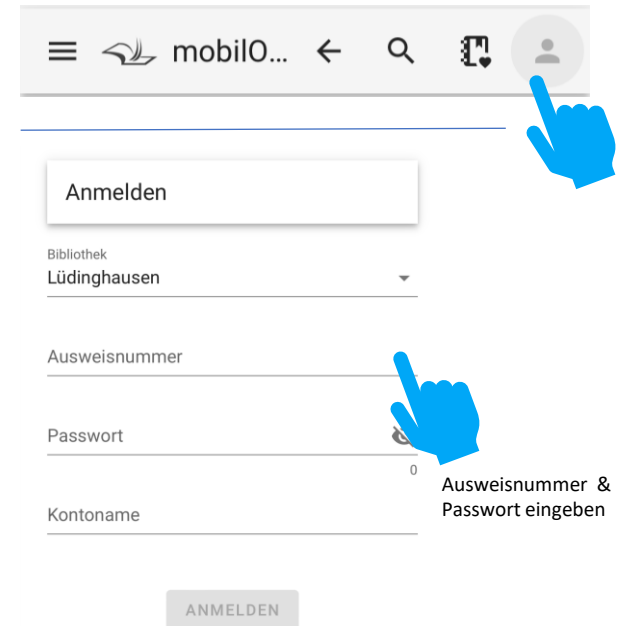 mobilO...
Anmelden
Bibliothek
Lüdinghausen
Ausweisnummer
Passwort
0
Ausweisnummer &
Passwort eingeben
Kontoname
ANMELDEN